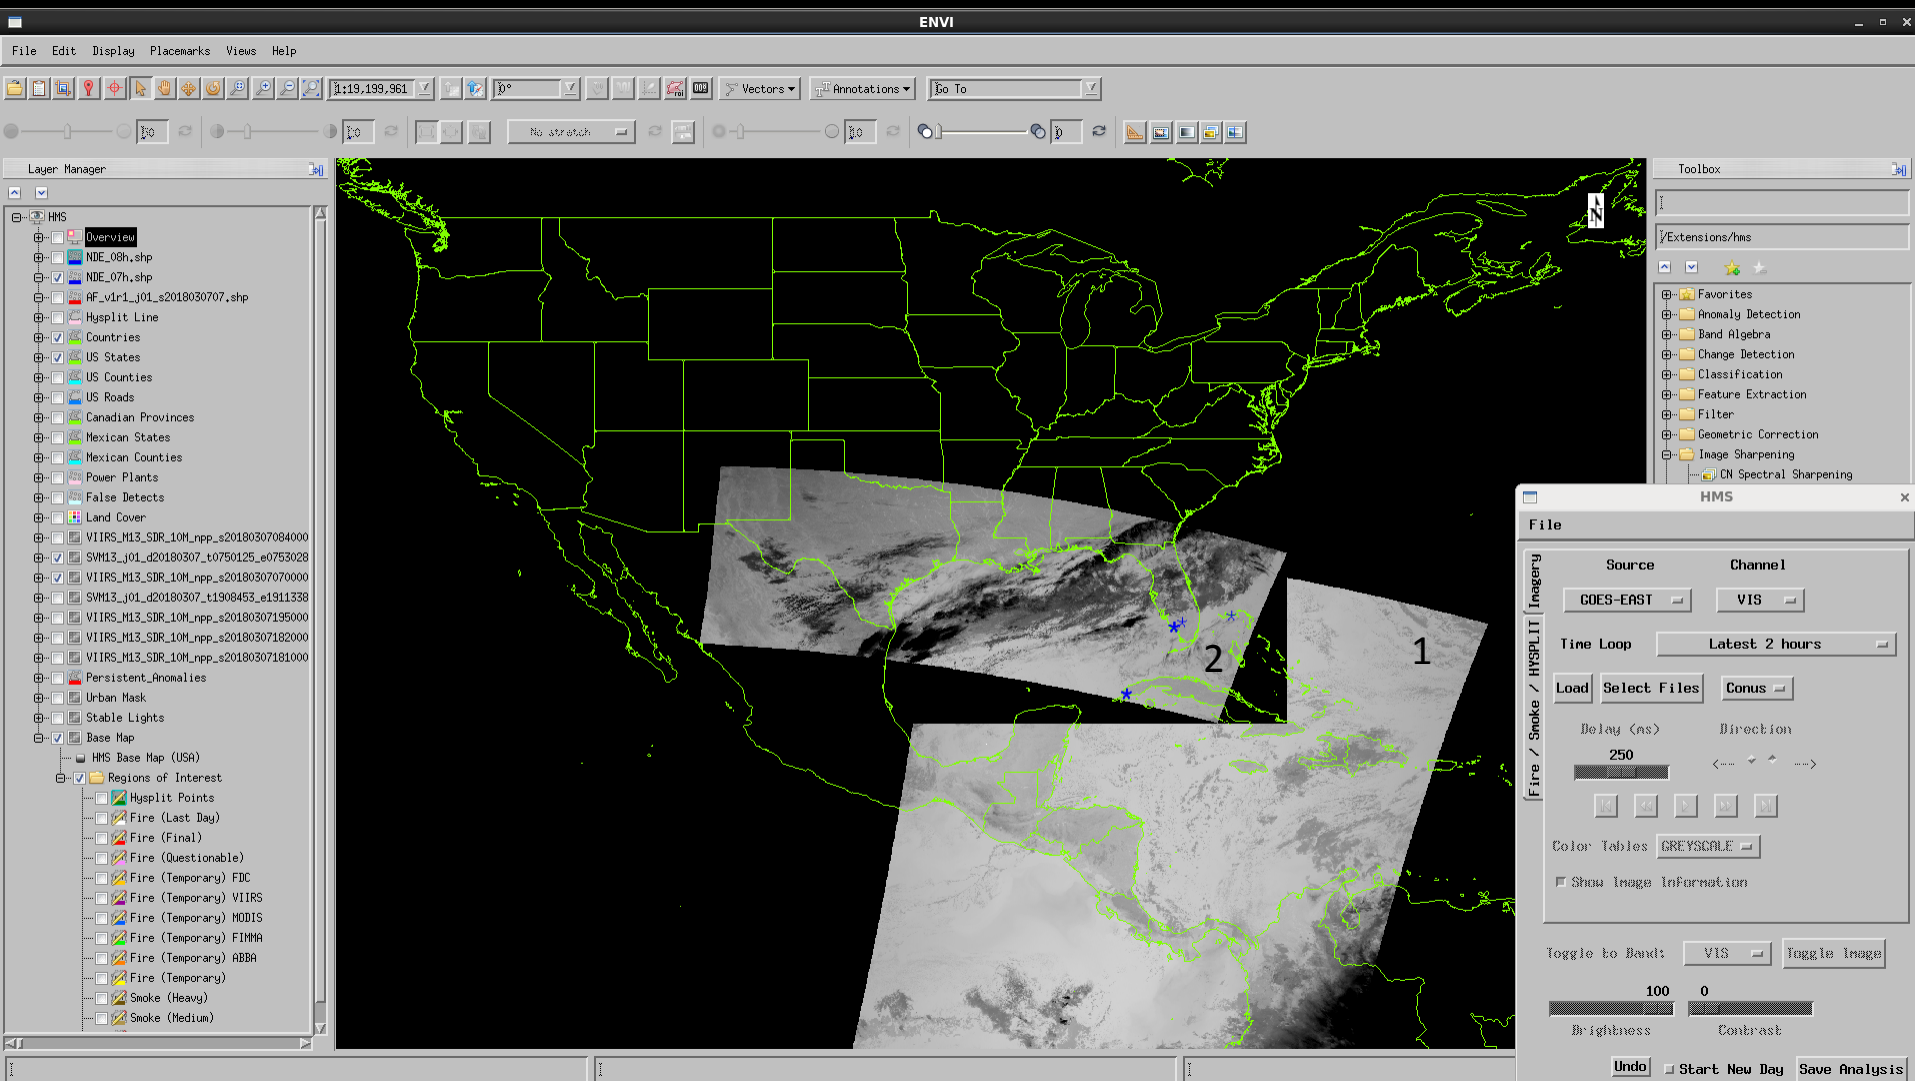 ENVI
File Edit Display Placemarks Views Help
1:19,199,961 0° Vectors Annotations Go To
No stretch
Layer Manager
HMS
Overview
NDE_08h.shp
NDE_07h.shp
AF_v1r1_j01_s2018030707.shp
Hysplit Line
Countries
US States
US Counties
US Roads
Canadian Provinces
Mexican States
Mexican Counties
Power Plants
False Detects
Land Cover
VIIRS_M13_SDR_10M_npp_s20180307084000
SVM13_j01_d20180307_t0750125_e0753028
VIIRS_M13_SDR_10M_npp_s20180307070000
SVM13_j01_d20180307_t1908453_e1911338
VIIRS_M13_SDR_10M_npp_s20180307195000
VIIRS_M13_SDR_10M_npp_s20180307182000
VIIRS_M13_SDR_10M_npp_s20180307181000
Persistent_Anomalies
Urban Mask
Stable Lights
Base Map
HMS Base Map (USA)
Regions of Interest
Hysplit Points
Fire (Last Day)
Fire (Final)
Fire (Questionable)
Fire (Temporary) FDC
Fire (Temporary) VIIRS
Fire (Temporary) MODIS
Fire (Temporary) FIMMA
Fire (Temporary) ABBA
Fire (Temporary)
Smoke (Heavy)
Smoke (Medium)
N
1
2
Toolbox
/Extensions/hms
Favorites
Anomaly Detection
Band Algebra
Change Detection
Classification
Feature Extraction
Filter
Geometric Correction
Image Sharpening
CN Spectral Sharpening
HMS
File
Imagery
Fire / Smoke / HYSPLIT
Source Channel
GOES-EAST VIS
Time Loop Latest 2 hours
Load Select Files Conus
Delay (ms) Direction
250
<-- -->
Color Tables GREYSCALE
Show Image Information
Toggle to Band: VIS Toggle Image
100 0
Brightness Contrast
Undo Start New Day Save Analysis